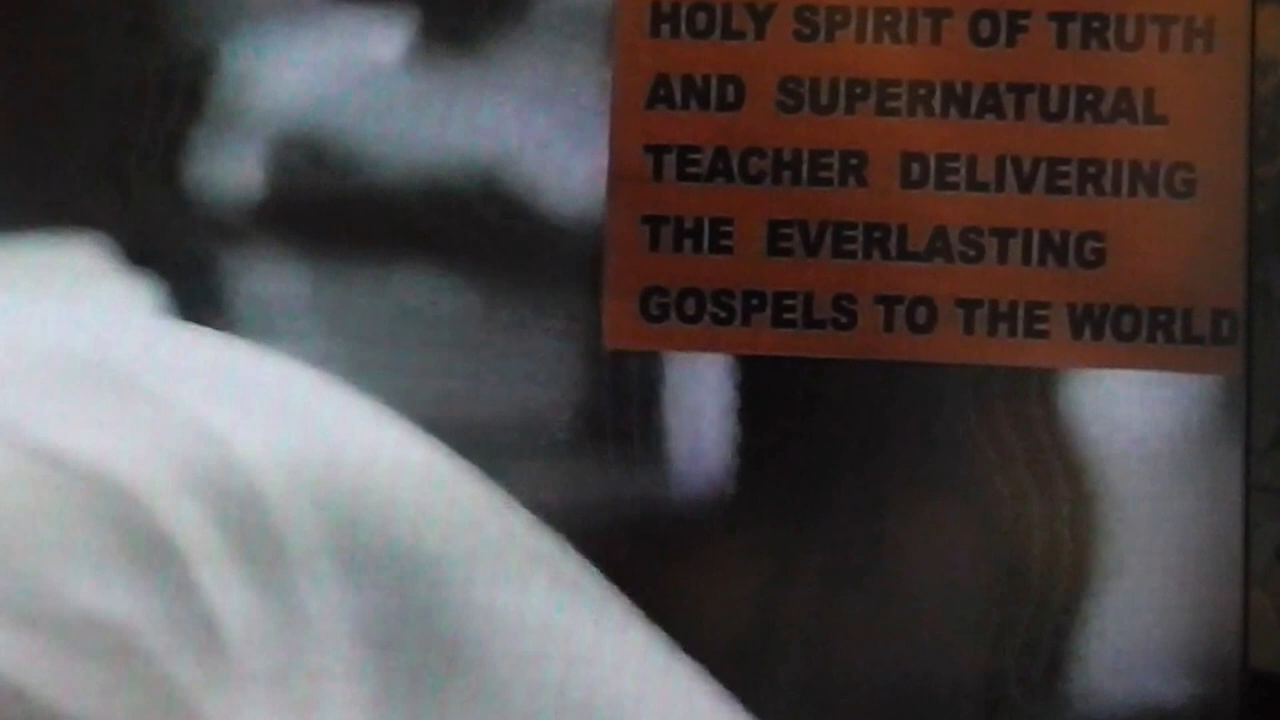 HOLY SPIRIT OF TRUTH
AND SUPERNATURAL
TEACHER DELIVERING
THE EVERLASTING
GOSPELS TO THE WORLD